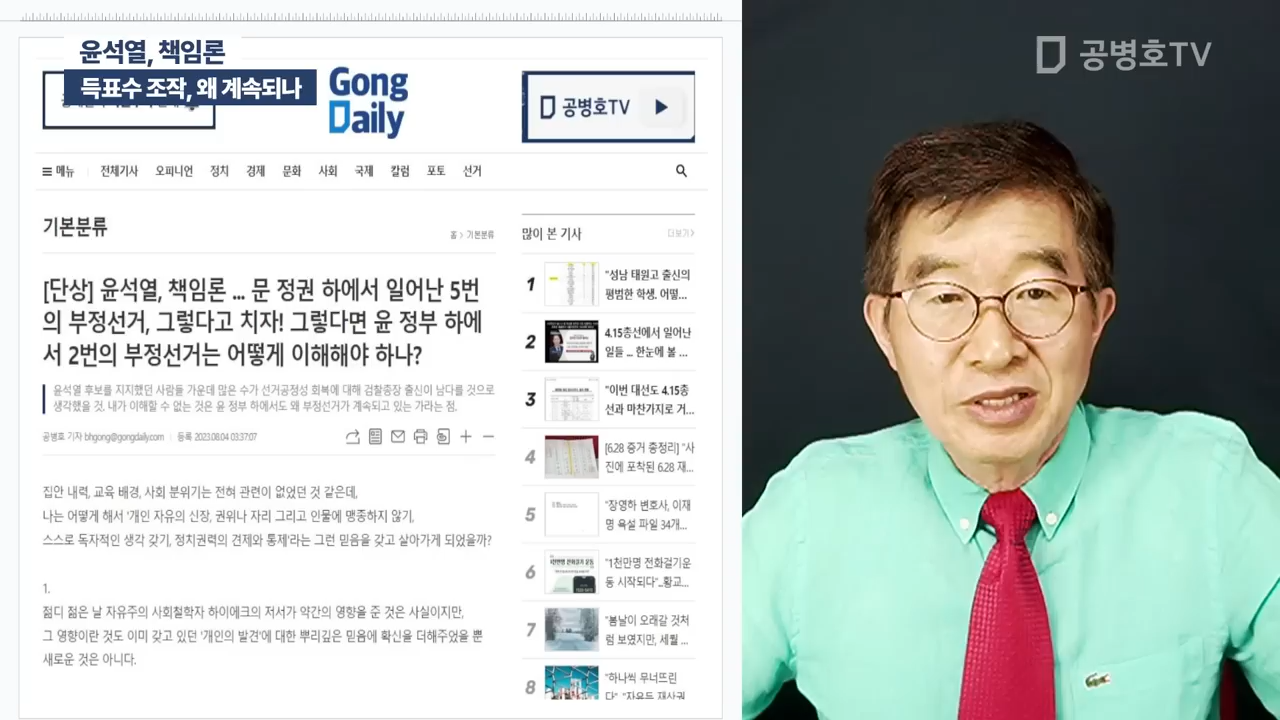 윤석열, 책임론
득표수 조작, 왜 계속되나
Gong
Daily
공병호TV
공병호TV
메뉴
전체기사 오피니언 정치 경제 문화 사회 국제 칼럼 포토 선거
기본분류
홈 > 기본분류
[단상] 윤석열, 책임론 ... 문 정권 하에서 일어난 5번
의 부정선거, 그렇다고 치자! 그렇다면 윤 정부 하에
서 2번의 부정선거는 어떻게 이해해야 하나?
윤석열 후보를 지지했던 사람들 가운데 많은 수가 선거공정성 회복에 대해 검찰총장 출신이 남다를 것으로
생각했을 것. 내가 이해할 수 없는 것은 윤 정부 하에서도 왜 부정선거가 계속되고 있는 가라는 점.
공병호 기자 bhgong@gongdaily.com
등록 2023.08.04 03:37:07
집안 내력, 교육 배경, 사회 분위기는 전혀 관련이 없었던 것 같은데,
나는 어떻게 해서 '개인 자유의 신장, 권위나 자리 그리고 인물에 맹종하지 않기,
스스로 독자적인 생각 갖기, 정치권력의 견제와 통제'라는 그런 믿음을 갖고 살아가게 되었을까?
1.
젊디 젊은 날 자유주의 사회철학자 하이에크의 저서가 약간의 영향을 준 것은 사실이지만,
그 영향이란 것도 이미 갖고 있던 '개인의 발견'에 대한 뿌리깊은 믿음에 확신을 더해주었을 뿐
새로운 것은 아니다.
많이 본 기사
더보기>
1
"성남 태원고 출신의
평범한 학생. 어떻...
2
4.15총선에서 일어난
일들 ... 한눈에 볼 ...
3
"이번 대선도 4.15총
선과 마찬가지로 거...
4
[6.28 증거 총정리] "사
진에 포착된 6.28 재...
5
"장영하 변호사, 이재
명 욕설 파일 34개...
6
"1천만명 전화걸기운
동 시작되다"...황교...
7
"봄날이 오래갈 것처
럼 보였지만, 세월 ...
8
"하나씩 무너뜨린
다"..."자유든 재산권